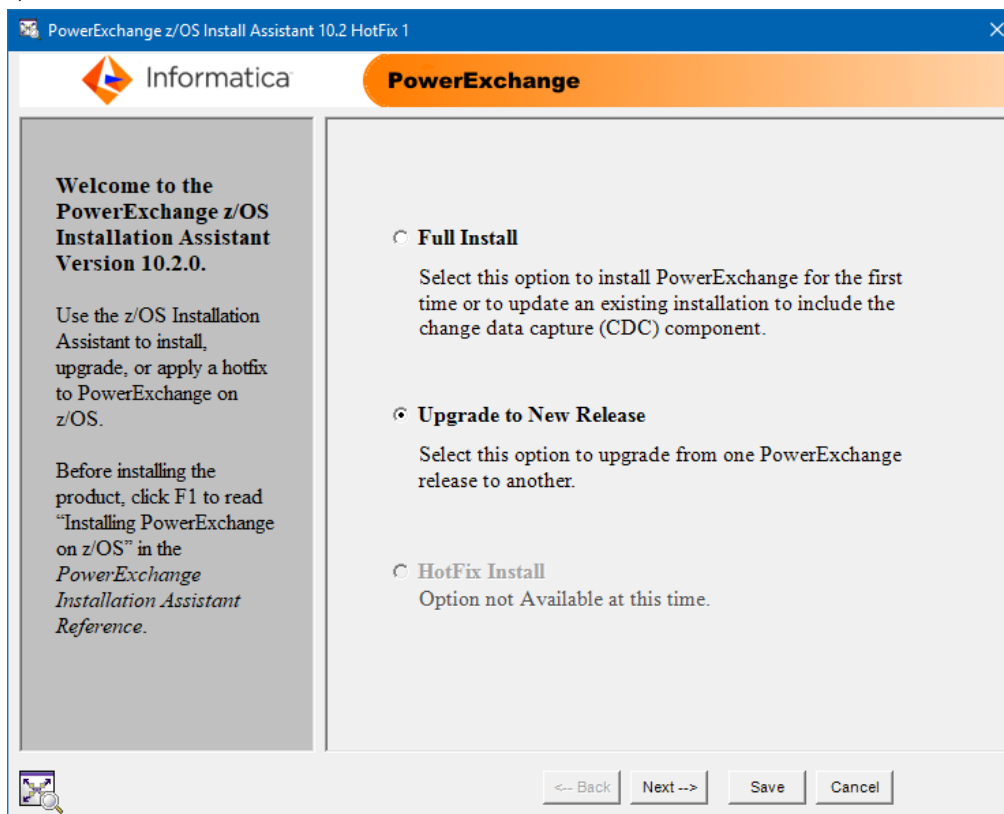 PowerExchange z/OS Install Assistant 10.2 HotFix 1
Informatica
PowerExchange
Welcome to the
PowerExchange z/OS
Installation Assistant
Version 10.2.0.
Use the z/OS Installation
Assistant to install,
upgrade, or apply a hotfix
to PowerExchange on
z/OS.
Before installing the
product, click F1 to read
“Installing PowerExchange
on z/OS” in the
PowerExchange
Installation Assistant
Reference.
Full Install
Select this option to install PowerExchange for the first
time or to update an existing installation to include the
change data capture (CDC) component.
Upgrade to New Release
Select this option to upgrade from one PowerExchange
release to another.
HotFix Install
Option not Available at this time.
<-- Back Next --> Save Cancel